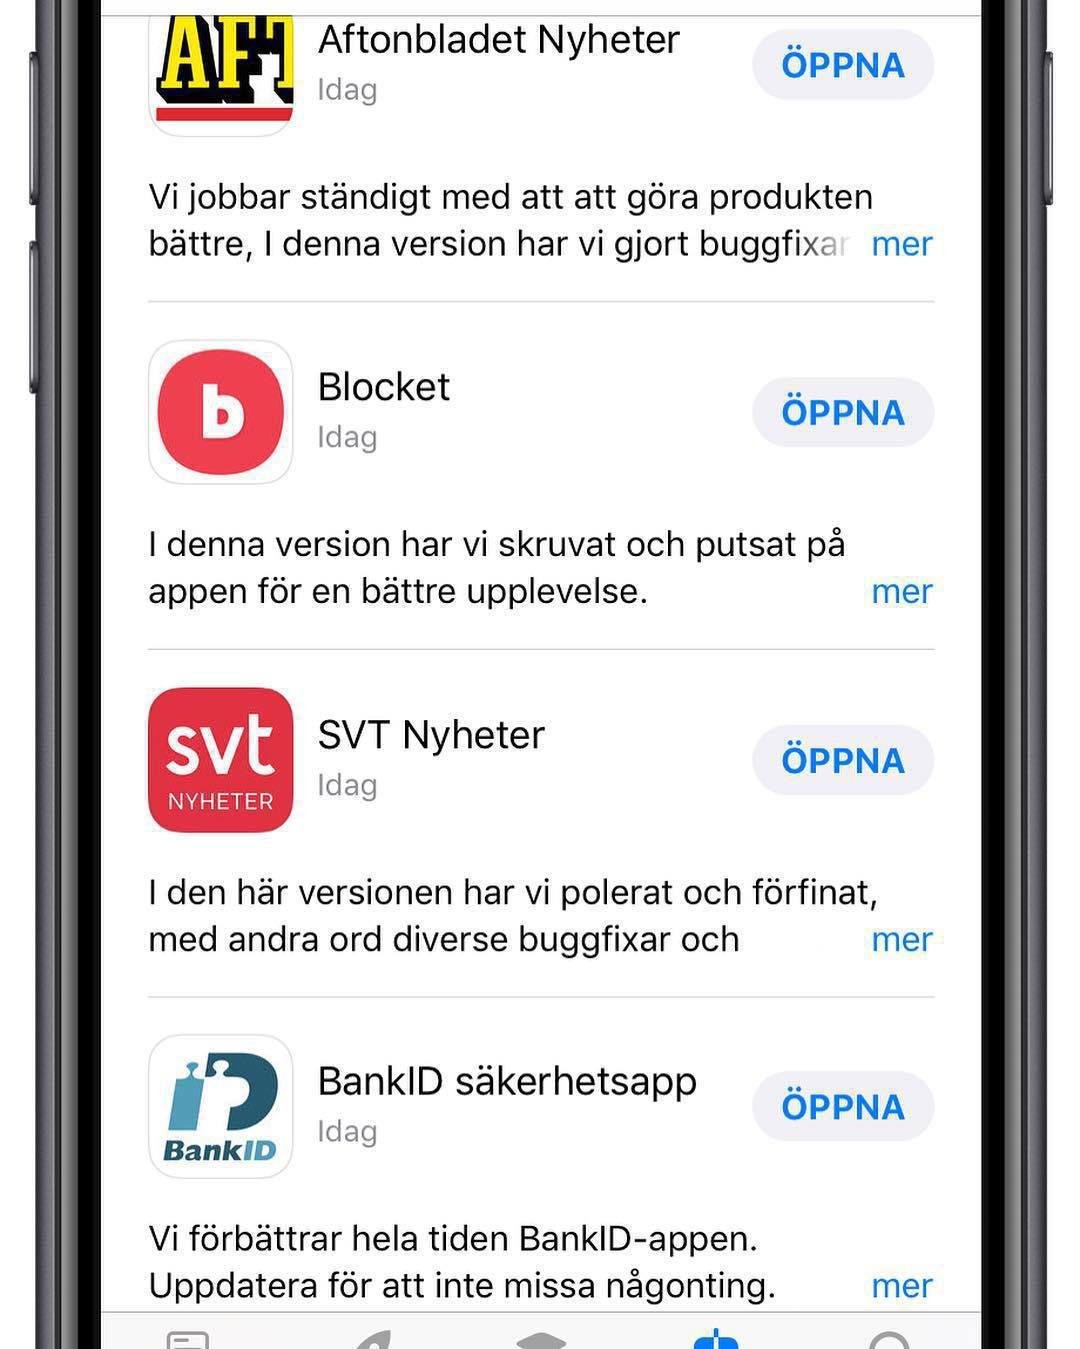 AFT
Aftonbladet Nyheter
Idag
ÖPPNA
Vi jobbar ständigt med att att göra produkten
bättre, I denna version har vi gjort buggfixar mer
b
Blocket
Idag
ÖPPNA
I denna version har vi skruvat och putsat på
appen för en bättre upplevelse. mer
svt
NYHETER
SVT Nyheter
Idag
ÖPPNA
I den här versionen har vi polerat och förfinat,
med andra ord diverse buggfixar och mer
BankID
BankID säkerhetsapp
Idag
ÖPPNA
Vi förbättrar hela tiden BankID-appen.
Uppdatera för att inte missa någonting. mer